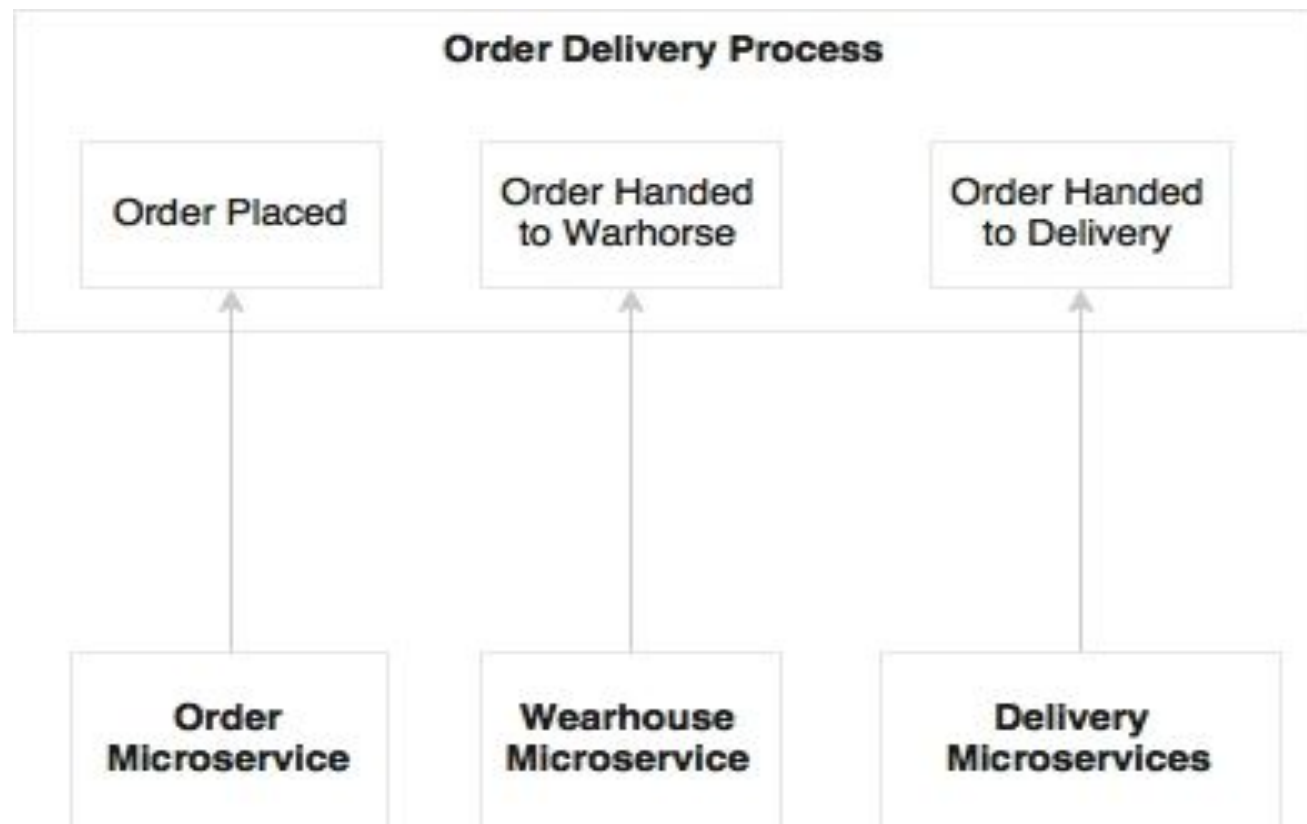 Order Delivery Process
Order Placed
Order Handed
to Warhorse
Order Handed
to Delivery
Order
Microservice
Wearhouse
Microservice
Delivery
Microservices